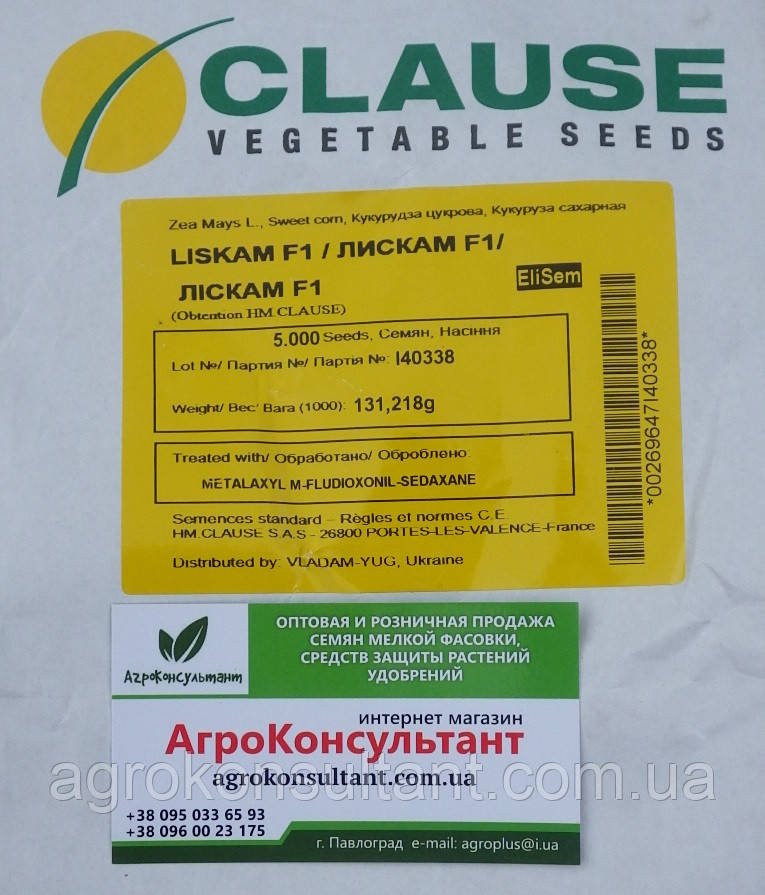 CLAUSE
VEGETABLE SEEDS
Zea Mays L., Sweet corn, Кукурудза цукрова, Кукуруза сахарная
LISKAM F1 / ЛИСКАМ F1/
ЛІСКАМ F1
EliSem
(Obtention HM.CLAUSE)
5.000 Seeds, Семян, Насіння
Lot №/ Партия №/ Партія №: I40338
Weight/ Вес/ Вага (1000): 131,218g
Treated with/ Обработано/ Оброблено:
METALAXYL M-FLUDIOXONIL-SEDAXANE
Semences standard – Règles et normes C.E
HM.CLAUSE S.A.S - 26800 PORTES-LES-VALENCE-France
Distributed by: VLADAM-YUG, Ukraine
*0026964​7I40338*
АгроКонсультант
ОПТОВАЯ И РОЗНИЧНАЯ ПРОДАЖА
СЕМЯН МЕЛКОЙ ФАСОВКИ,
СРЕДСТВ ЗАЩИТЫ РАСТЕНИЙ
УДОБРЕНИЙ
интернет магазин
АгроКонсультант
agrokonsultant.com.ua
agrokonsultant.com.ua
+38 095 033 65 93
+38 096 00 23 175
г. Павлоград e-mail: agroplus@i.ua